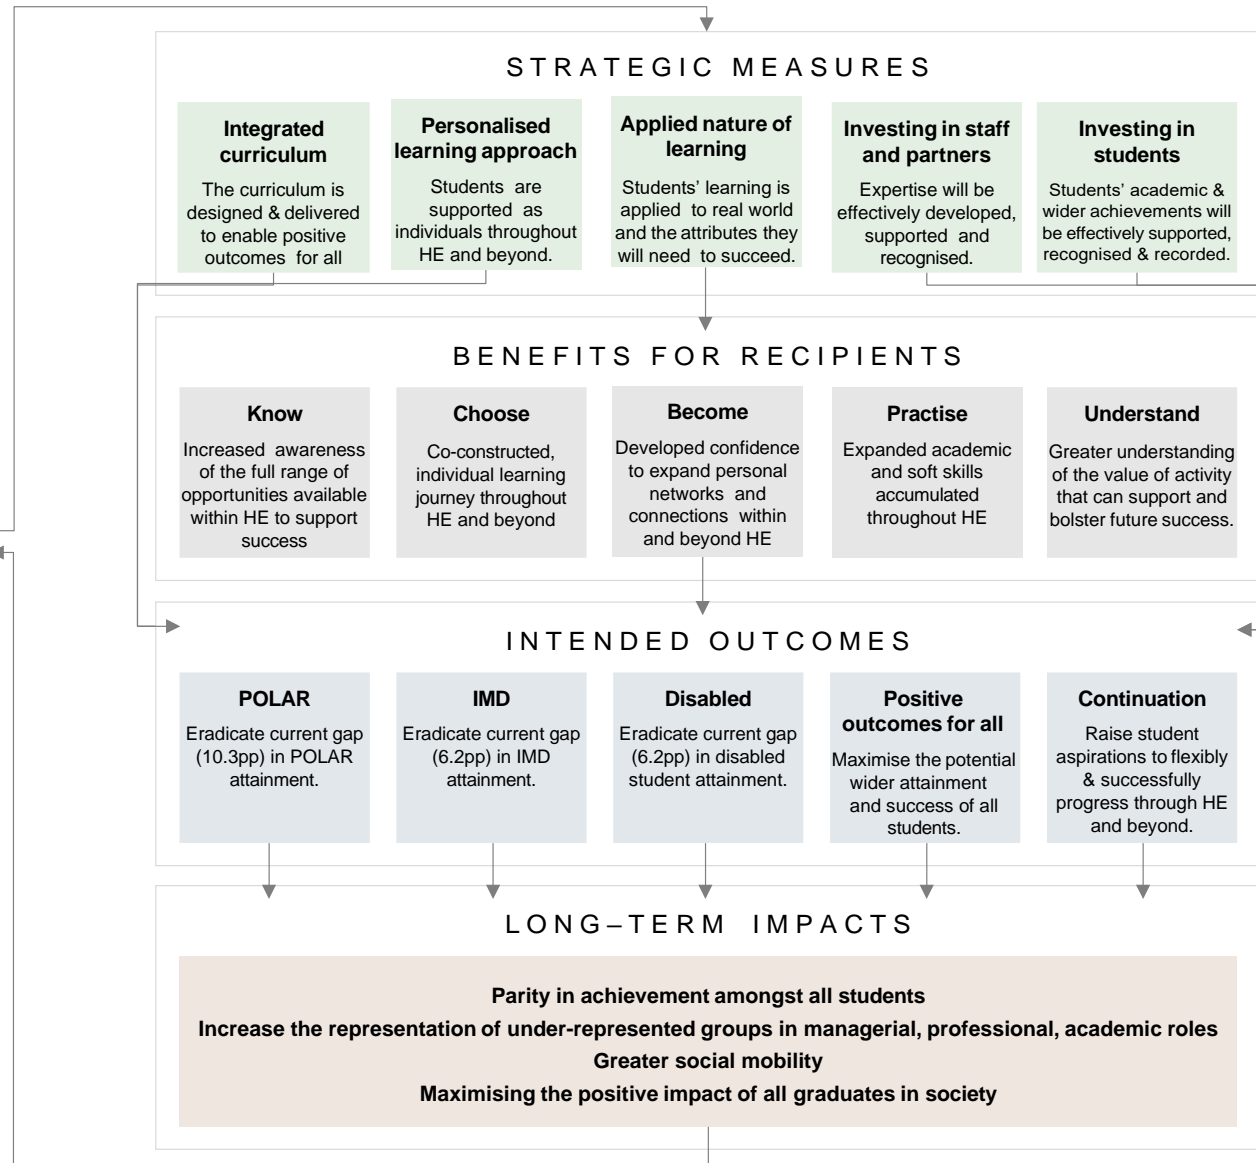 STRATEGIC MEASURES
Integrated
curriculum
The curriculum is
designed & delivered
to enable positive
outcomes for all
Personalised
learning approach
Students are
supported as
individuals throughout
HE and beyond.
Applied nature of
learning
Students’ learning is
applied to real world
and the attributes they
will need to succeed.
Investing in staff
and partners
Expertise will be
effectively developed,
supported and
recognised.
Investing in
students
Students’ academic &
wider achievements will
be effectively supported,
recognised & recorded.
BENEFITS FOR RECIPIENTS
Know
Increased awareness
of the full range of
opportunities available
within HE to support
success
Choose
Co-constructed,
individual learning
journey throughout
HE and beyond
Become
Developed confidence
to expand personal
networks and
connections within
and beyond HE
Practise
Expanded academic
and soft skills
accumulated
throughout HE
Understand
Greater understanding
of the value of activity
that can support and
bolster future success.
INTENDED OUTCOMES
POLAR
Eradicate current gap
(10.3pp) in POLAR
attainment.
IMD
Eradicate current gap
(6.2pp) in IMD
attainment.
Disabled
Eradicate current gap
(6.2pp) in disabled
student attainment.
Positive
outcomes for all
Maximise the potential
wider attainment
and success of all
students.
Continuation
Raise student
aspirations to flexibly
& successfully
progress through HE
and beyond.
LONG–TERM IMPACTS
Parity in achievement amongst all students
Increase the representation of under-represented groups in managerial, professional, academic roles
Greater social mobility
Maximising the positive impact of all graduates in society